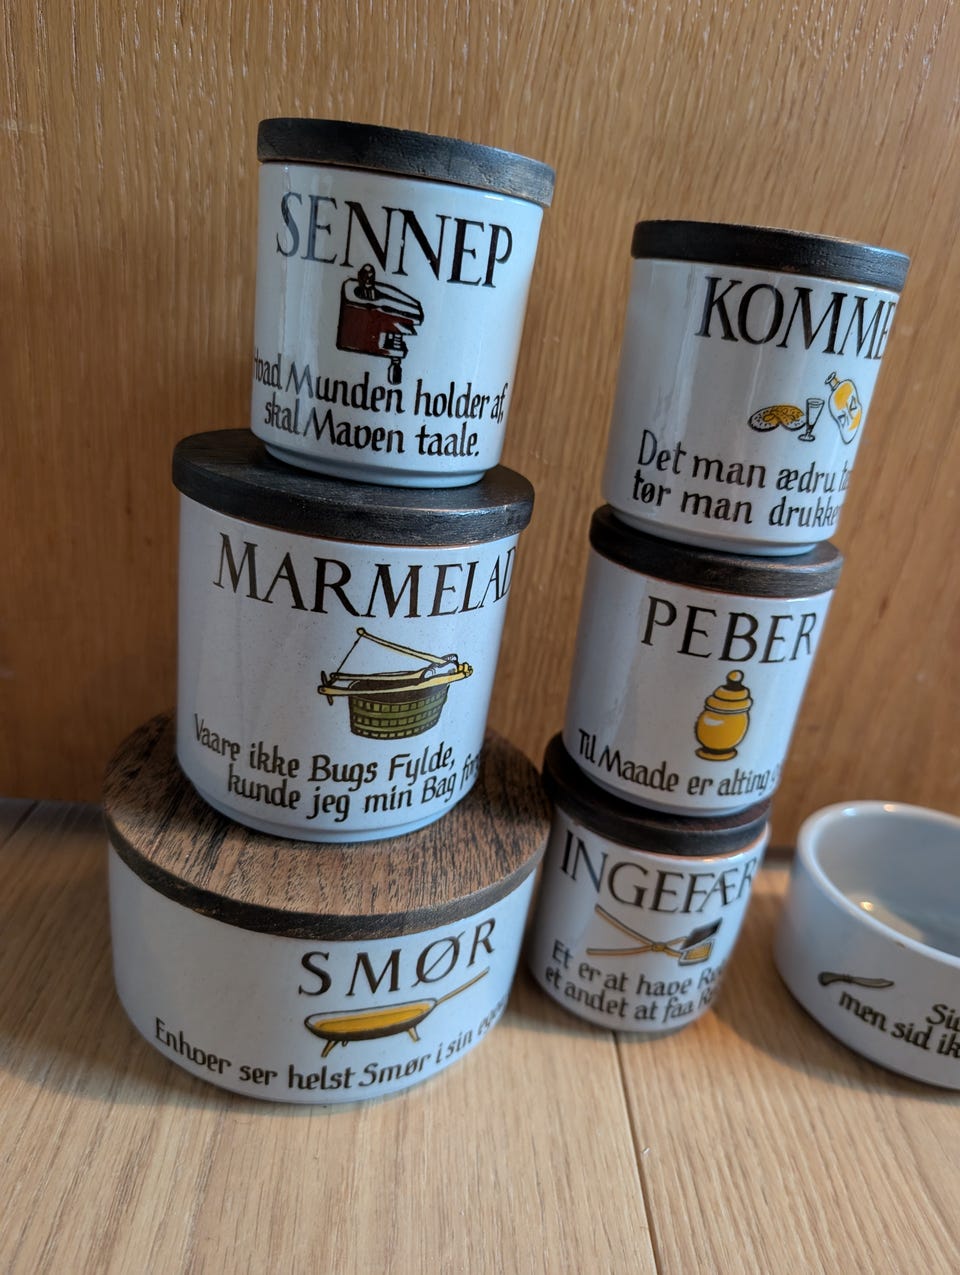 SENNEP
Hvad Munden holder af,
skal Maven taale.
MARMELAD
Vaare ikke Bugs Fylde,
kunde jeg min Bag
SMØR
Enhver ser helst Smør i sin
KOMME
Det man ædru
tør man
PEBER
Til Maade er alting
INGEFÆR
Et er at have
et andet at faa
men sid